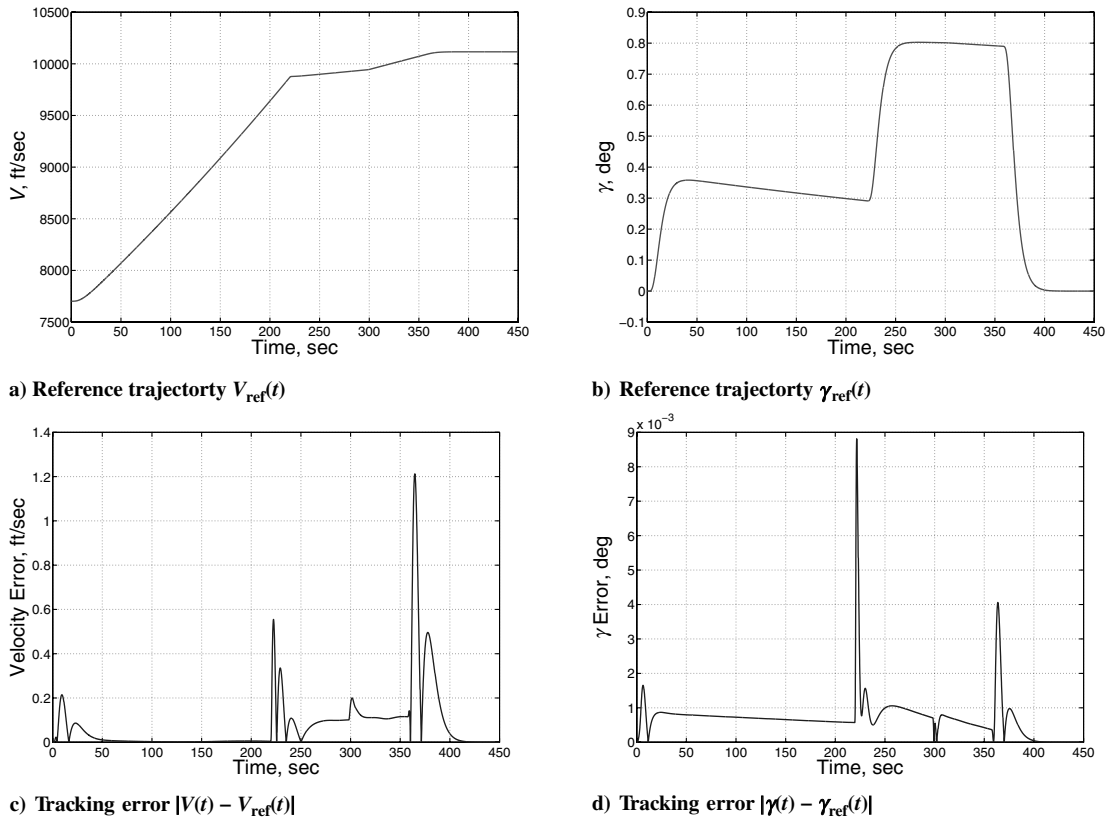 10500
10000
9500
9000
8500
8000
7500
V, ft/sec
0 50 100 150 200 250 300 350 400 450
Time, sec
a) Reference trajectorty V_ref(t)
0.9
0.8
0.7
0.6
0.5
0.4
0.3
0.2
0.1
0
−0.1
γ, deg
0 50 100 150 200 250 300 350 400 450
Time, sec
b) Reference trajectorty γ_ref(t)
1.4
1.2
1
0.8
0.6
0.4
0.2
0
Velocity Error, ft/sec
0 50 100 150 200 250 300 350 400 450
Time, sec
c) Tracking error |V(t) − V_ref(t)|
x 10⁻³
9
8
7
6
5
4
3
2
1
0
γ Error, deg
0 50 100 150 200 250 300 350 400 450
Time, sec
d) Tracking error |γ(t) − γ_ref(t)|